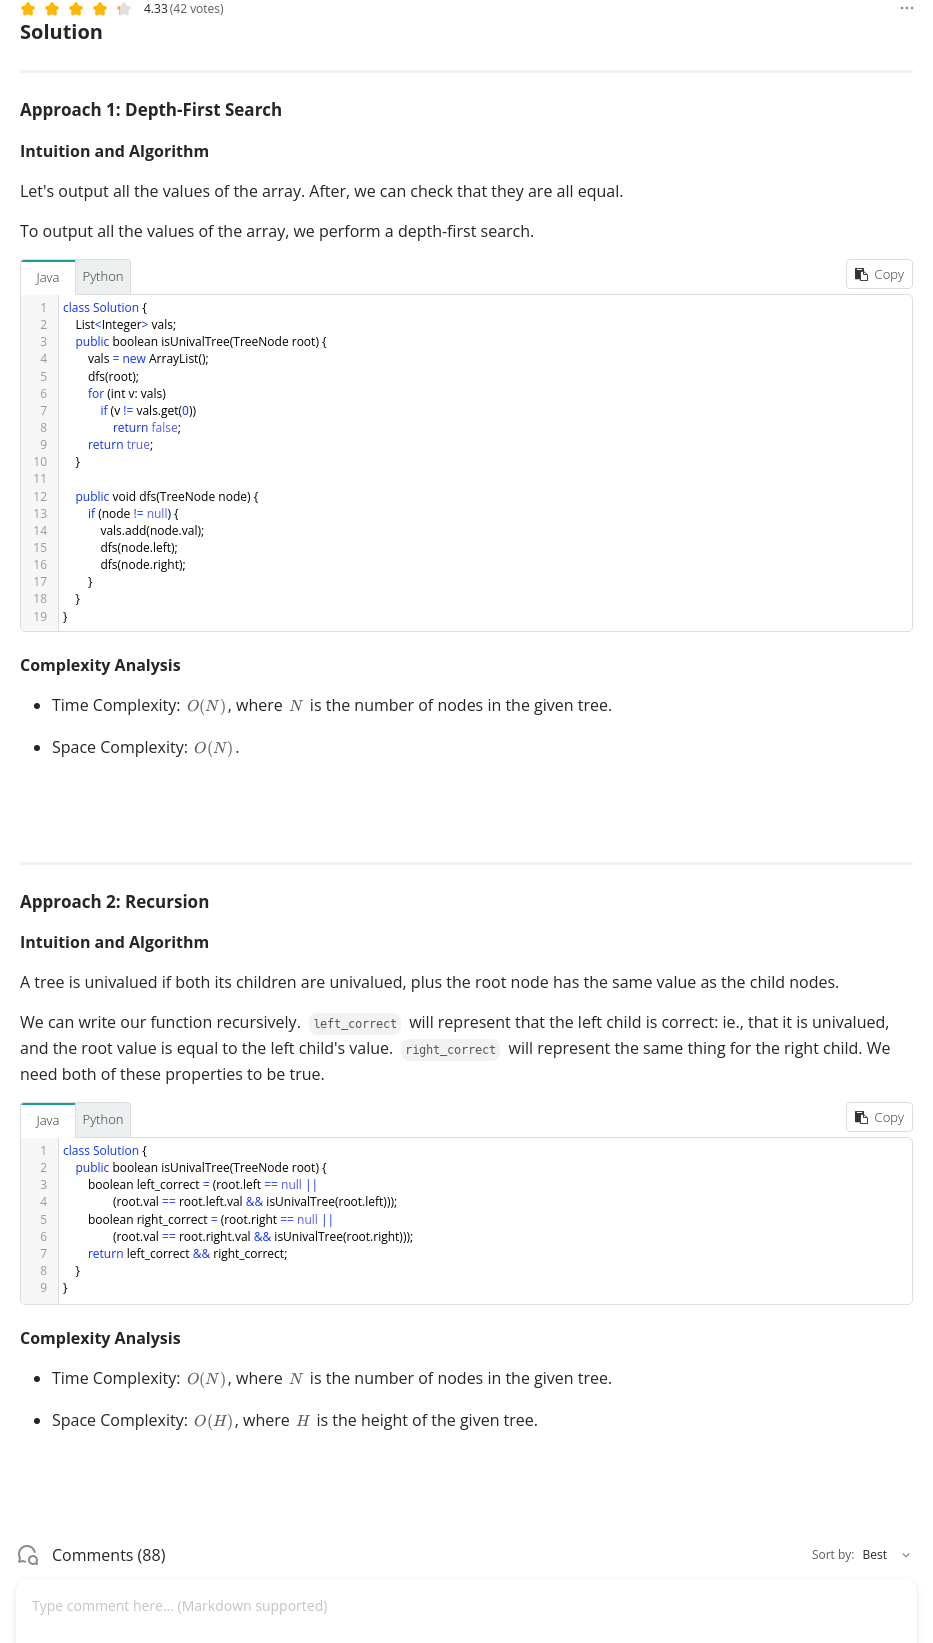 4.33 (42 votes)
Solution
Approach 1: Depth-First Search
Intuition and Algorithm
Let's output all the values of the array. After, we can check that they are all equal.
To output all the values of the array, we perform a depth-first search.
Java Python Copy
1 class Solution {
2     List<Integer> vals;
3     public boolean isUnivalTree(TreeNode root) {
4         vals = new ArrayList();
5         dfs(root);
6         for (int v: vals)
7             if (v != vals.get(0))
8                 return false;
9         return true;
10     }
11
12     public void dfs(TreeNode node) {
13         if (node != null) {
14             vals.add(node.val);
15             dfs(node.left);
16             dfs(node.right);
17         }
18     }
19 }
Complexity Analysis
• Time Complexity: O(N), where N is the number of nodes in the given tree.
• Space Complexity: O(N).
Approach 2: Recursion
Intuition and Algorithm
A tree is univalued if both its children are univalued, plus the root node has the same value as the child nodes.
We can write our function recursively. left_correct will represent that the left child is correct: ie., that it is univalued,
and the root value is equal to the left child's value. right_correct will represent the same thing for the right child. We
need both of these properties to be true.
Java Python Copy
1 class Solution {
2     public boolean isUnivalTree(TreeNode root) {
3         boolean left_correct = (root.left == null ||
4                 (root.val == root.left.val && isUnivalTree(root.left)));
5         boolean right_correct = (root.right == null ||
6                 (root.val == root.right.val && isUnivalTree(root.right)));
7         return left_correct && right_correct;
8     }
9 }
Complexity Analysis
• Time Complexity: O(N), where N is the number of nodes in the given tree.
• Space Complexity: O(H), where H is the height of the given tree.
Comments (88) Sort by: Best
Type comment here... (Markdown supported)